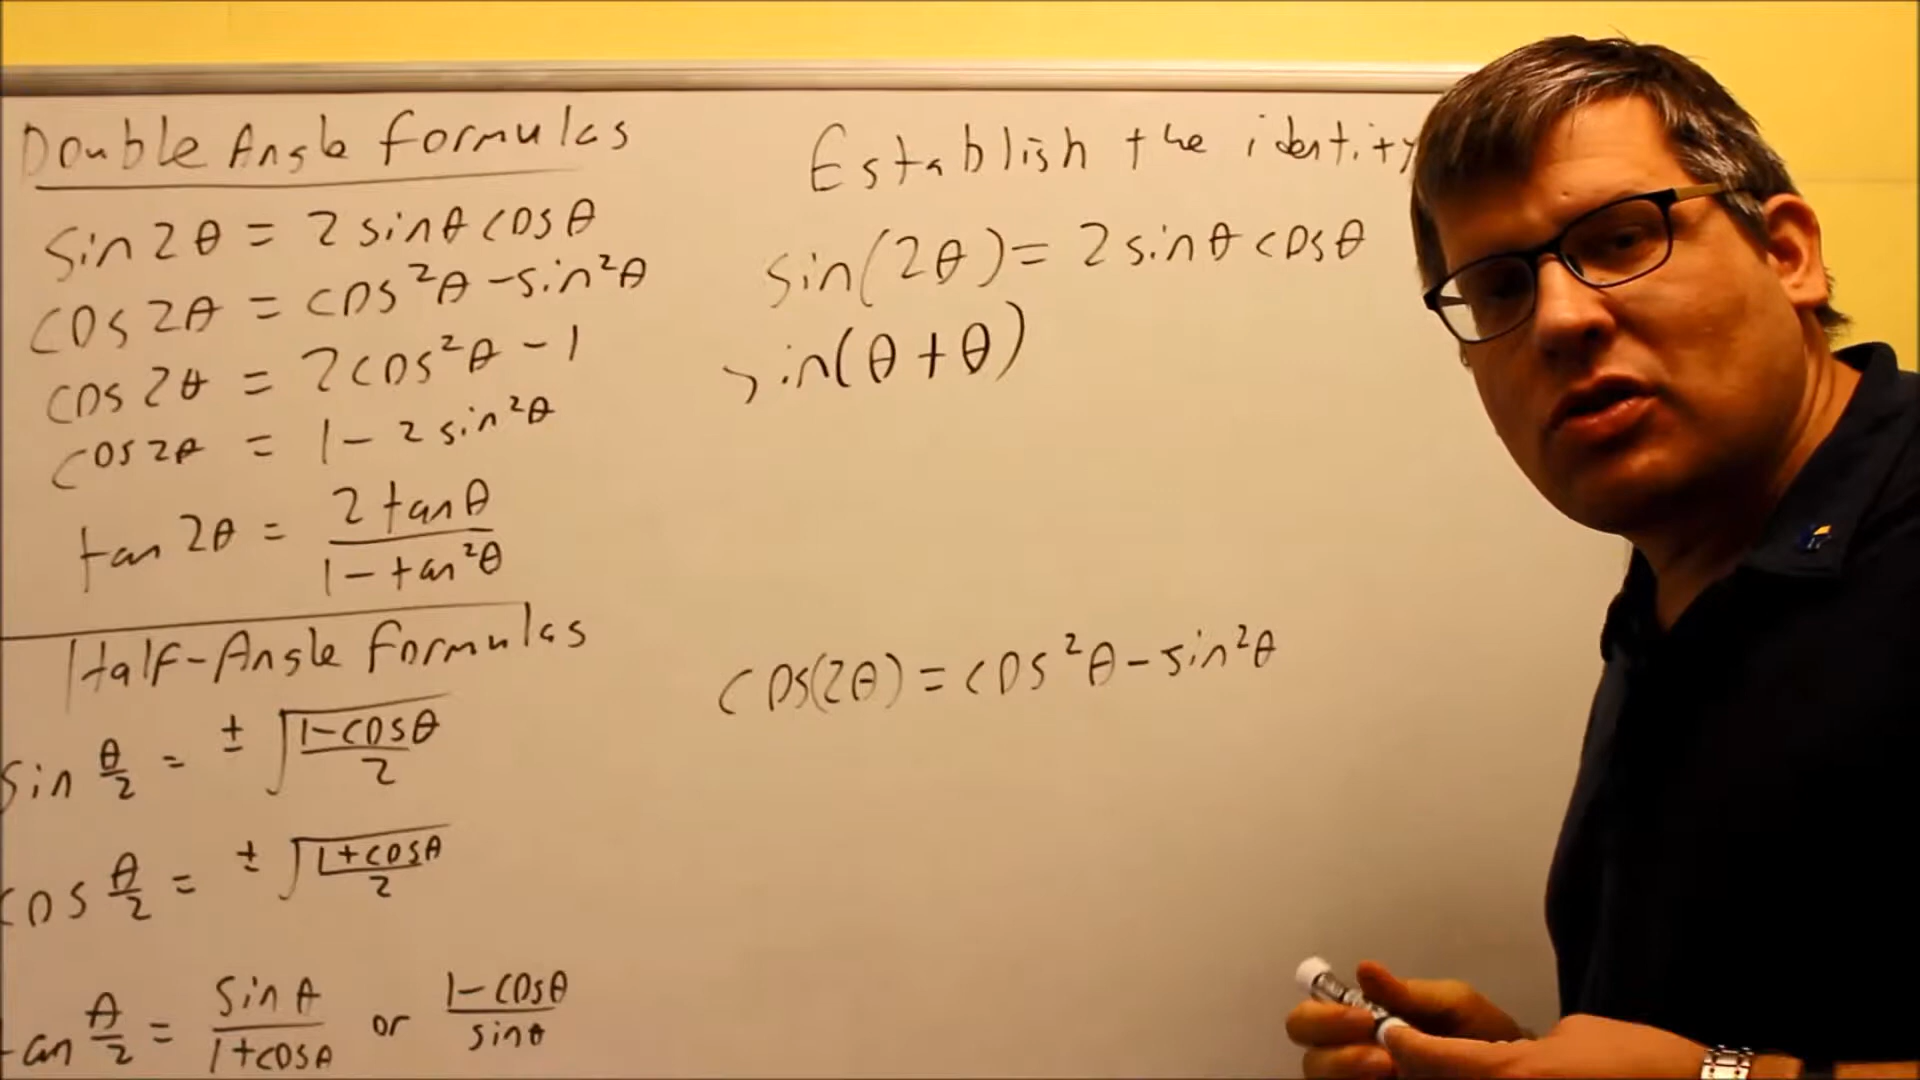 Double Angle Formulas
sin 2θ = 2 sinθ cosθ
cos 2θ = cos²θ - sin²θ
cos 2θ = 2cos²θ - 1
cos 2θ = 1 - 2 sin²θ
tan 2θ = 2 tanθ / 1 - tan²θ
Half-Angle Formulas
sin θ/2 = ± √(1-cosθ / 2)
cos θ/2 = ± √(1+cosθ / 2)
tan θ/2 = sin θ / 1+cosθ or 1-cosθ / sinθ
Establish the identity
sin(2θ) = 2 sinθ cosθ
sin(θ + θ)
cos(2θ) = cos²θ - sin²θ